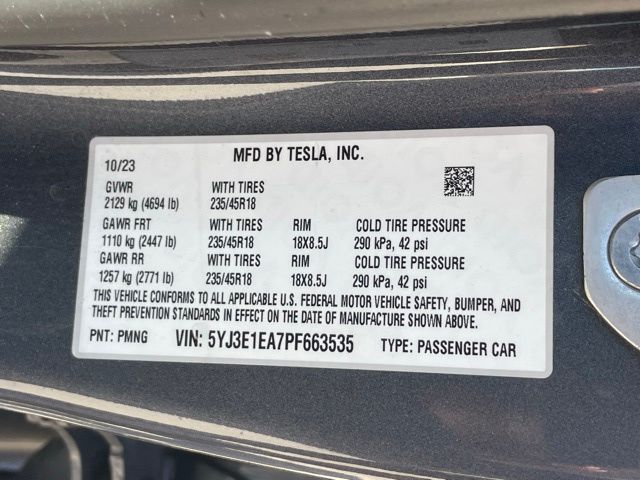 MFD BY TESLA, INC.
10/23
GVWR WITH TIRES
2129 kg (4694 lb) 235/45R18
GAWR FRT WITH TIRES RIM COLD TIRE PRESSURE
1110 kg (2447 lb) 235/45R18 18X8.5J 290 kPa, 42 psi
GAWR RR WITH TIRES RIM COLD TIRE PRESSURE
1257 kg (2771 lb) 235/45R18 18X8.5J 290 kPa, 42 psi
THIS VEHICLE CONFORMS TO ALL APPLICABLE U.S. FEDERAL MOTOR VEHICLE SAFETY, BUMPER, AND
THEFT PREVENTION STANDARDS IN EFFECT ON THE DATE OF MANUFACTURE SHOWN ABOVE.
PNT: PMNG VIN: 5YJ3E1EA7PF663535 TYPE: PASSENGER CAR